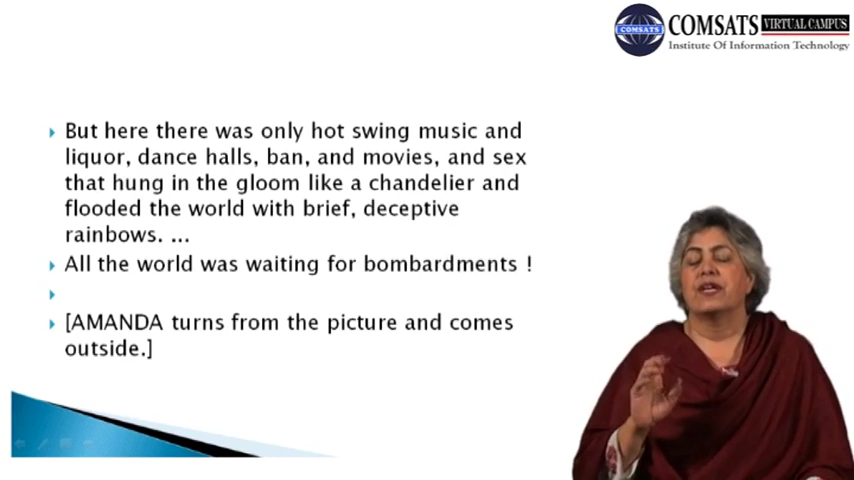 COMSATS VIRTUAL CAMPUS
COMSATS
Institute Of Information Technology
But here there was only hot swing music and
liquor, dance halls, ban, and movies, and sex
that hung in the gloom like a chandelier and
flooded the world with brief, deceptive
rainbows. ...
All the world was waiting for bombardments !
[AMANDA turns from the picture and comes
outside.]